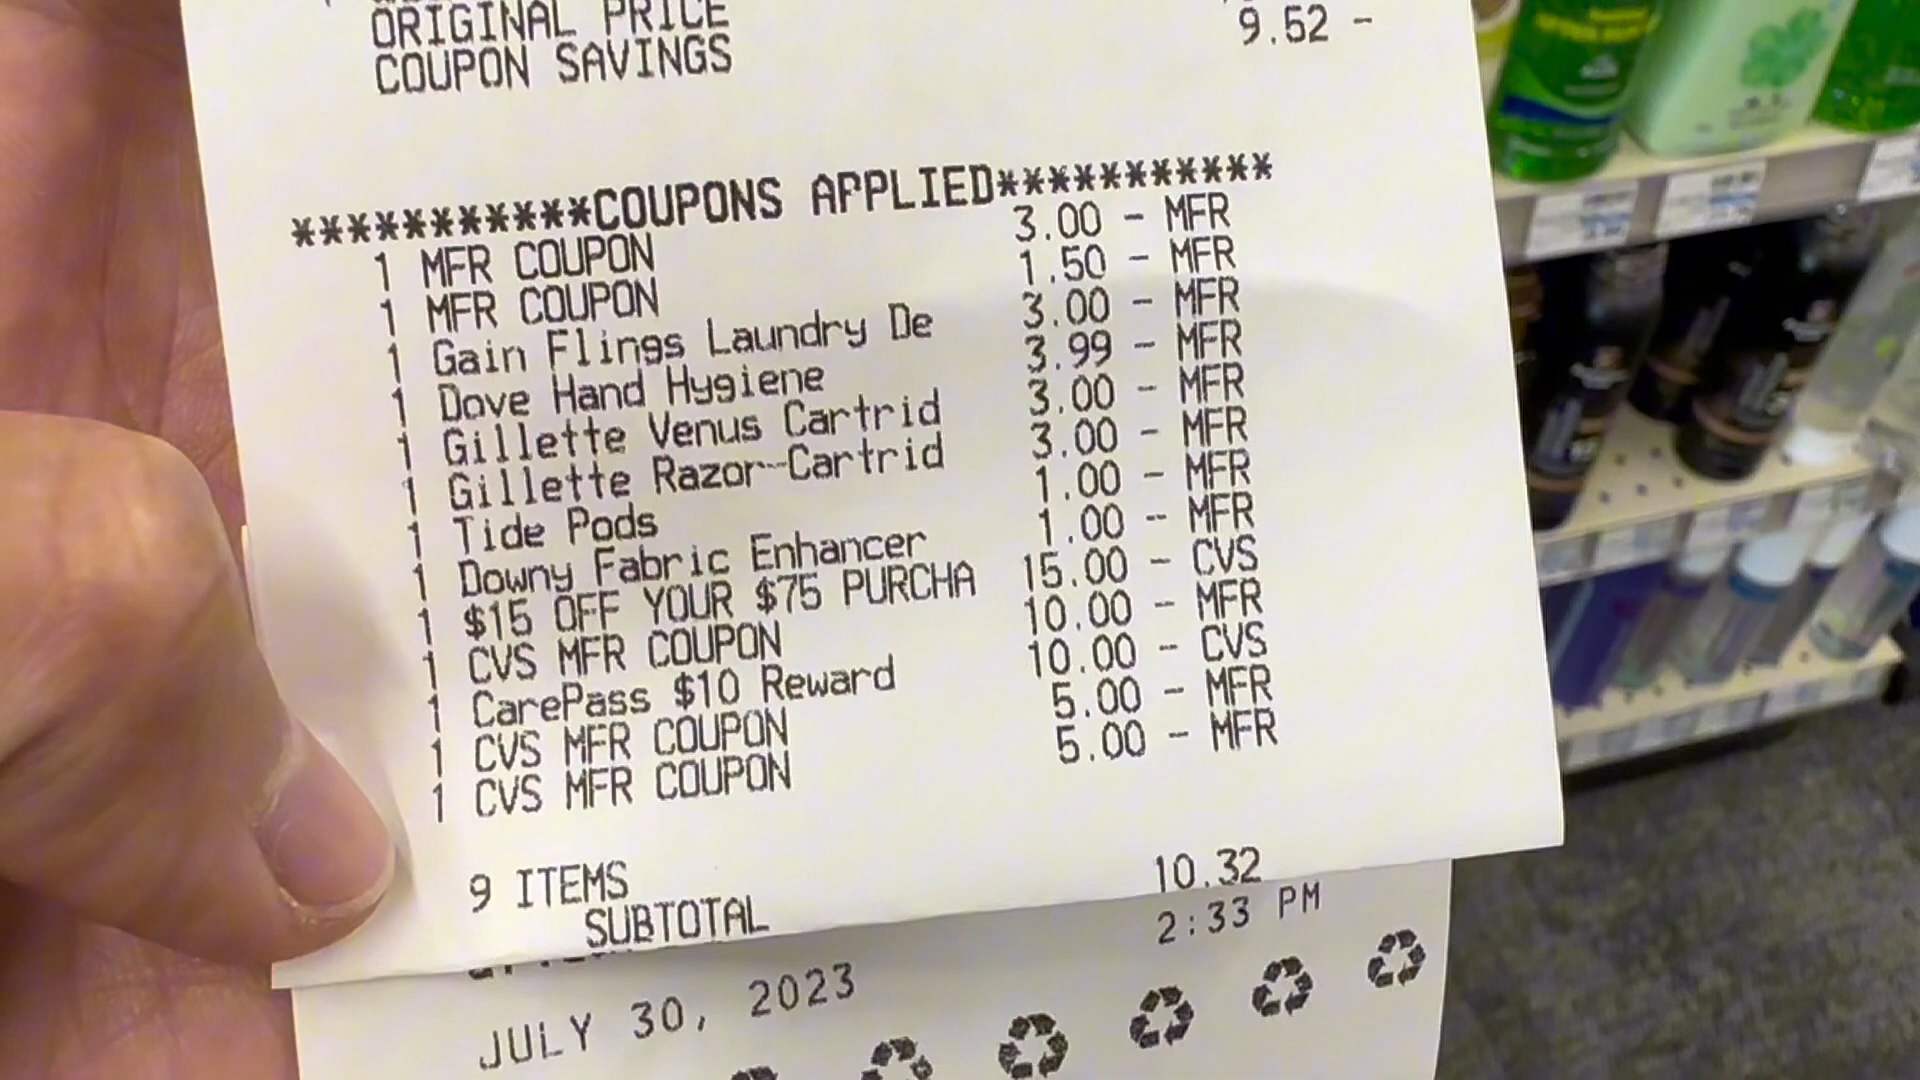 ORIGINAL PRICE
COUPON SAVINGS 9.52 -
***********COUPONS APPLIED***********
1 MFR COUPON 3.00 - MFR
1 MFR COUPON 1.50 - MFR
1 Gain Flings Laundry De 3.00 - MFR
1 Dove Hand Hygiene 3.99 - MFR
1 Gillette Venus Cartrid 3.00 - MFR
1 Gillette Razor-Cartrid 3.00 - MFR
1 Tide Pods 1.00 - MFR
1 Downy Fabric Enhancer 1.00 - MFR
1 $15 OFF YOUR $75 PURCHA 15.00 - CVS
1 CVS MFR COUPON 10.00 - MFR
1 CarePass $10 Reward 10.00 - CVS
1 CVS MFR COUPON 5.00 - MFR
1 CVS MFR COUPON 5.00 - MFR
9 ITEMS
SUBTOTAL 10.32
JULY 30, 2023 2:33 PM